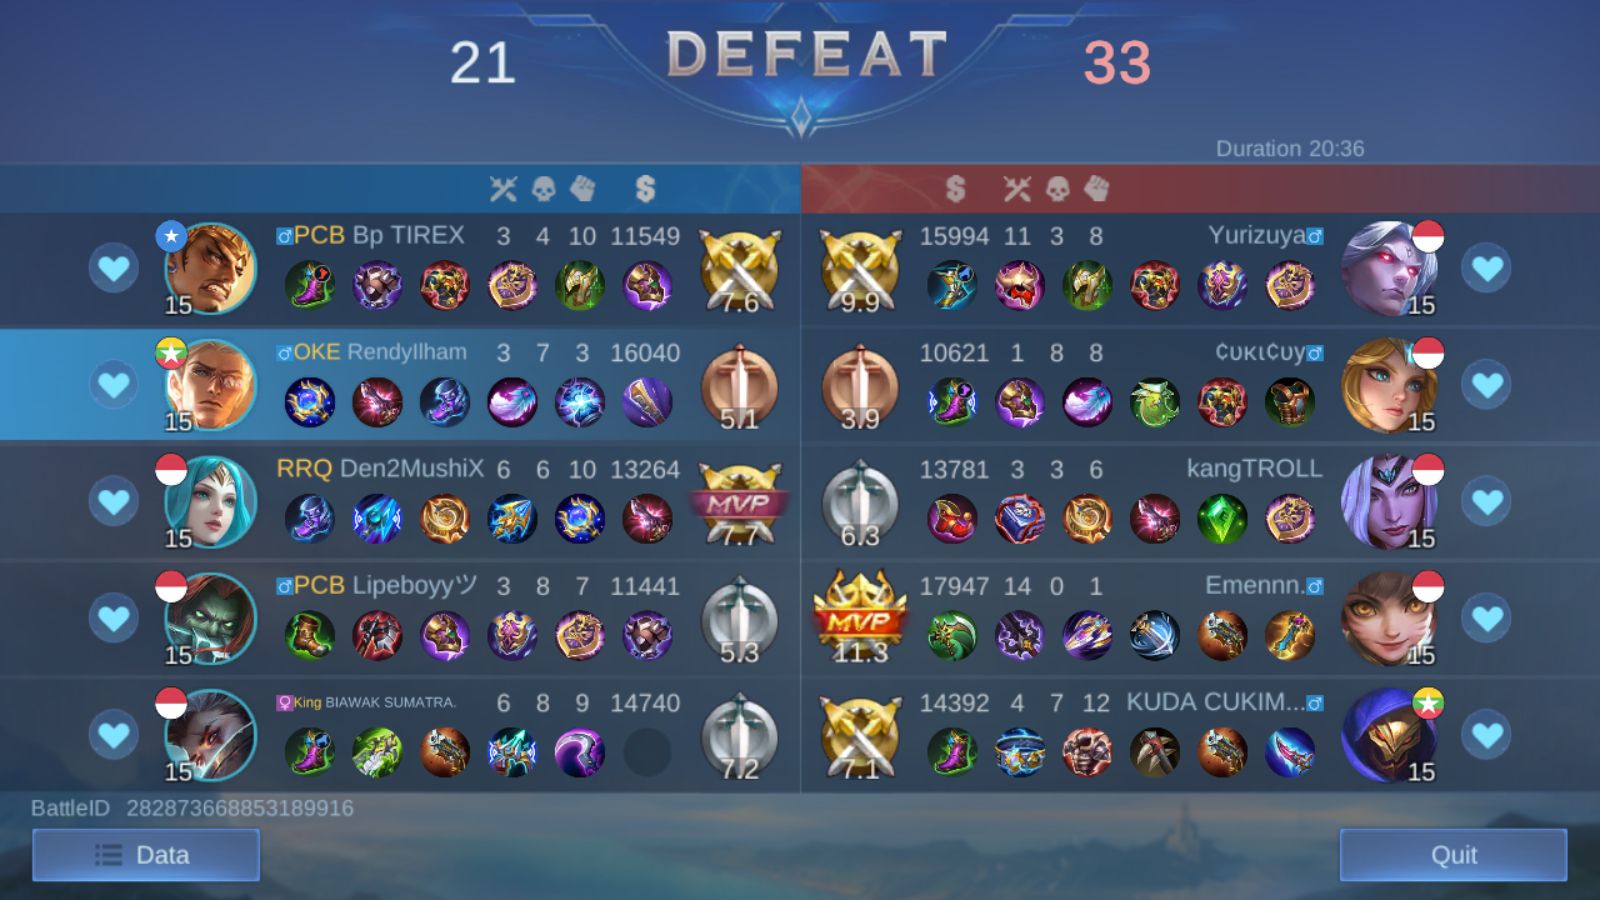 21 DEFEAT 33
Duration 20:36
PCB Bp TIREX 3 4 10 11549
15
7.6
15994 11 3 8 Yurizuya
9.9
15
OKE RendyIlham 3 7 3 16040
15
5.1
10621 1 8 8 ¢υκι¢υу
3.9
15
RRQ Den2MushiX 6 6 10 13264
15
MVP
7.7
13781 3 3 6 kangTROLL
6.3
15
PCB Lipeboyyツ 3 8 7 11441
15
5.3
17947 14 0 1 Emennn.
MVP
11.3
15
King BIAWAK SUMATRA. 6 8 9 14740
15
7.2
14392 4 7 12 KUDA CUKIM...
7.1
15
BattleID 282873668853189916
Data
Quit